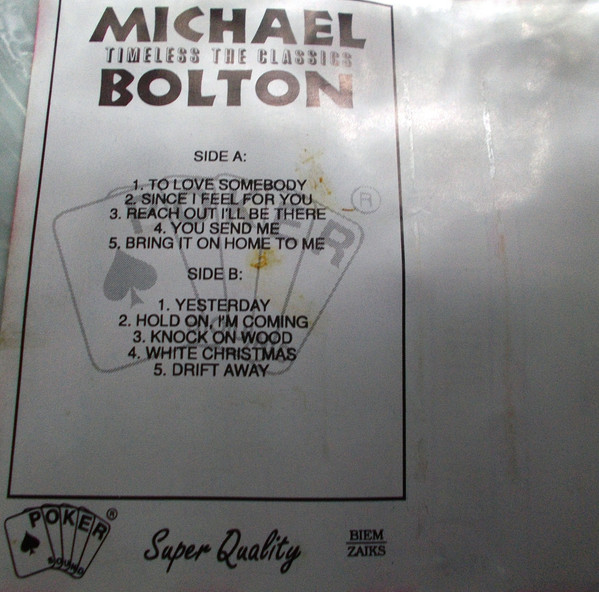 MICHAEL
TIMELESS THE CLASSICS
BOLTON
SIDE A:
1. TO LOVE SOMEBODY
2. SINCE I FEEL FOR YOU
3. REACH OUT I'LL BE THERE
4. YOU SEND ME
5. BRING IT ON HOME TO ME
POKER ®
SIDE B:
1. YESTERDAY
2. HOLD ON, I'M COMING
3. KNOCK ON WOOD
4. WHITE CHRISTMAS
5. DRIFT AWAY
POKER ®
SOUND
Super Quality
BIEM
ZAIKS